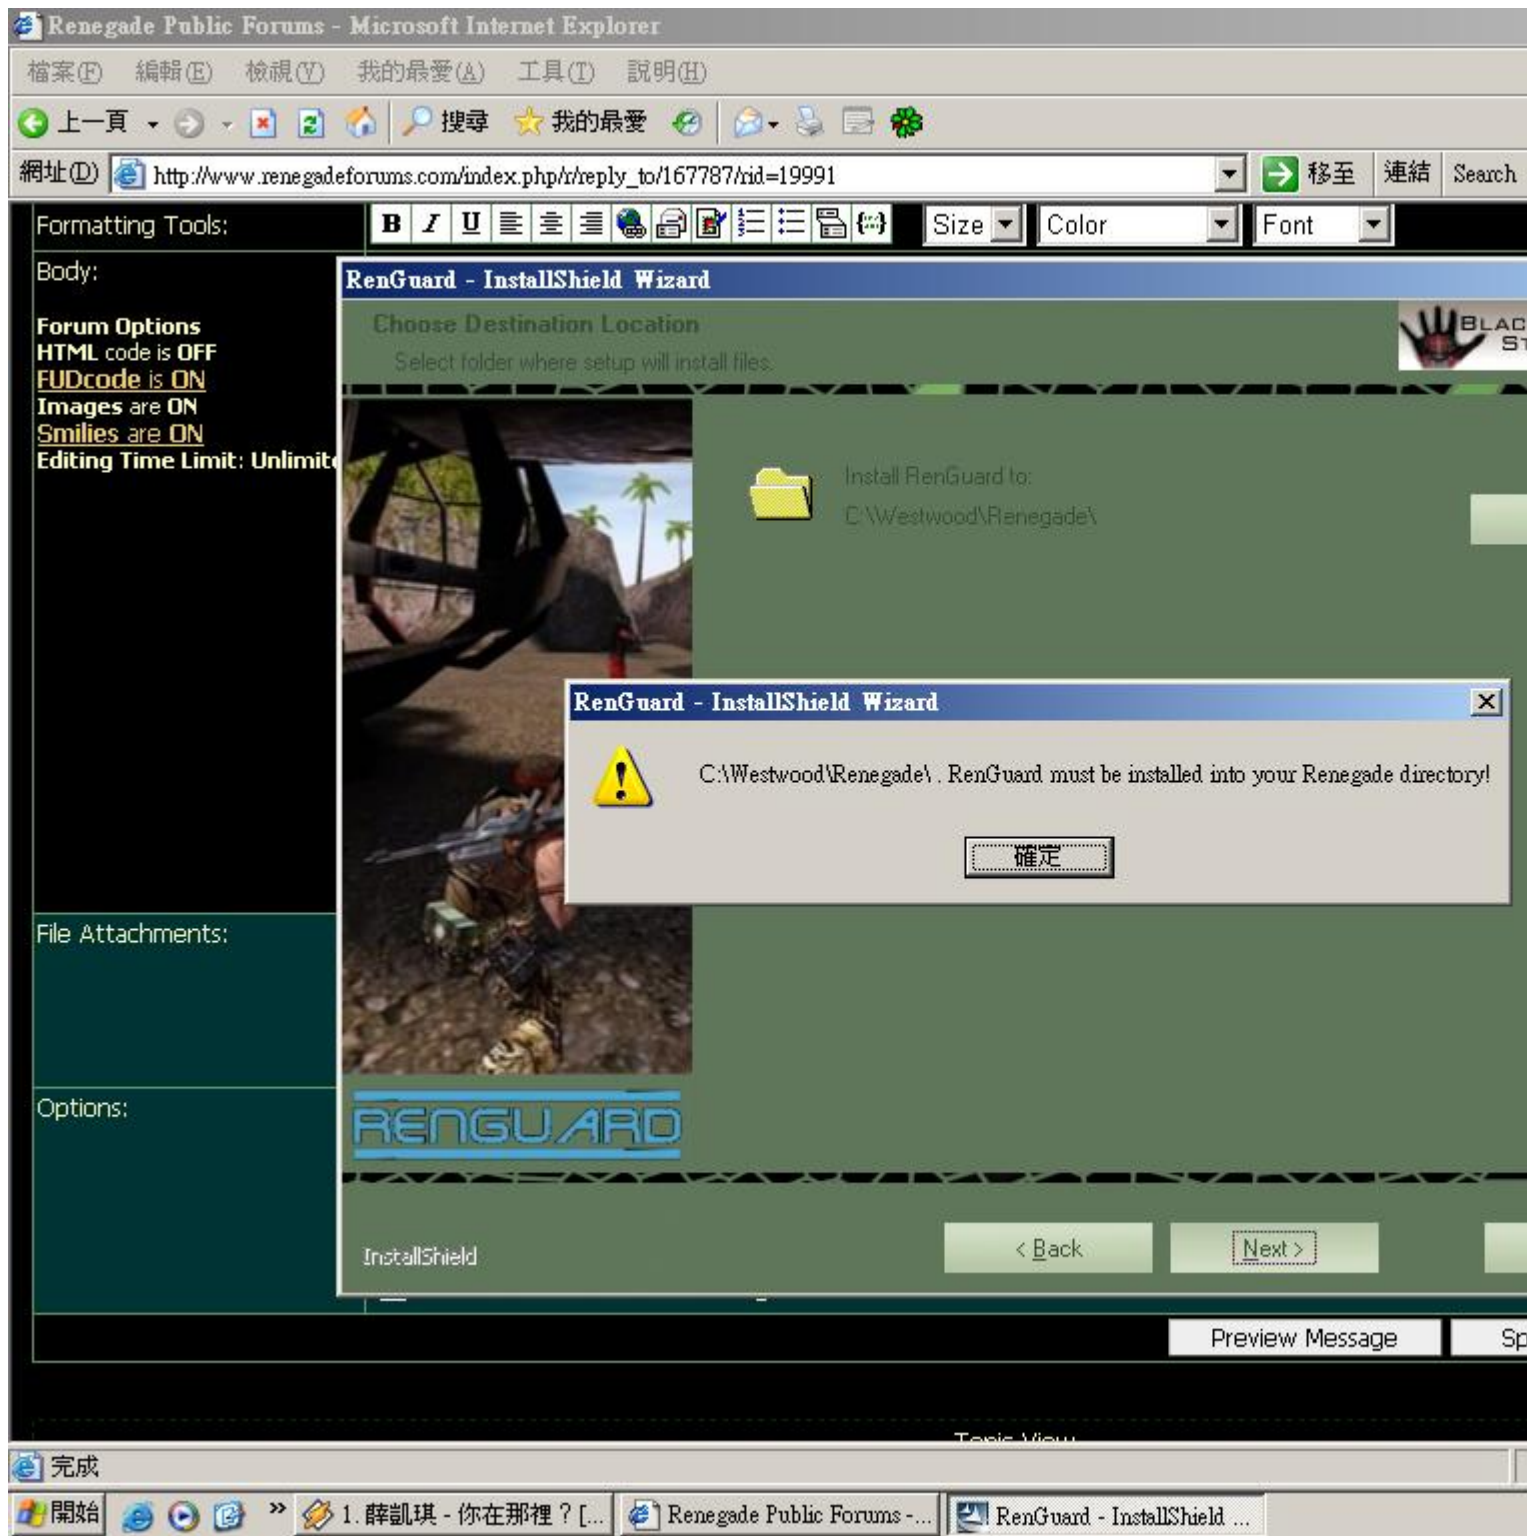 Renegade Public Forums - Microsoft Internet Explorer
檔案(F) 編輯(E) 檢視(V) 我的最愛(A) 工具(T) 說明(H)
上一頁 搜尋 我的最愛
網址(D) http://www.renegadeforums.com/index.php/r/reply_to/167787/rid=19991 移至 連結 Search
Formatting Tools: B I U Size Color Font
Body:
Forum Options
HTML code is OFF
FUDcode is ON
Images are ON
Smilies are ON
Editing Time Limit:
RenGuard - InstallShield Wizard
Choose Destination Location
Select folder where setup will install files.
Install RenGuard to:
C:\Westwood\Renegade\
RenGuard - InstallShield Wizard
C:\Westwood\Renegade\ . RenGuard must be installed into your Renegade directory!
確定
File Attachments:
Options:
RENGUARD
InstallShield
< Back Next >
Preview Message
完成
開始 » 1. 薛凱琪 - 你在那裡 ? [... Renegade Public Forums -... RenGuard - InstallShield ...